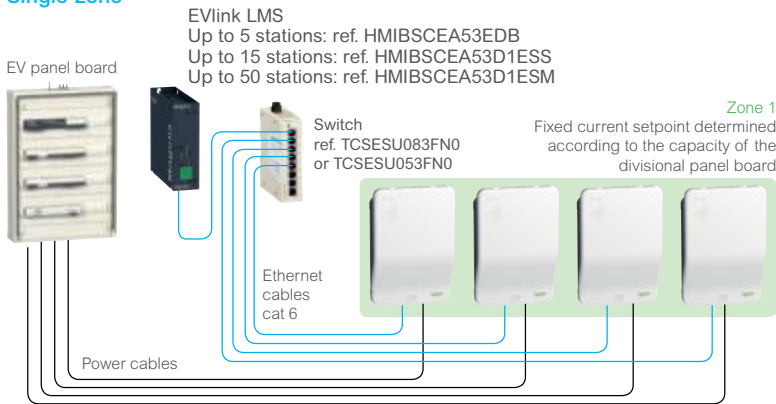 Single zone
EVlink LMS
Up to 5 stations: ref. HMIBSCEA53EDB
Up to 15 stations: ref. HMIBSCEA53D1ESS
Up to 50 stations: ref. HMIBSCEA53D1ESM
EV panel board
Switch
ref. TCSESU083FN0
or TCSESU053FN0
Zone 1
Fixed current setpoint determined
according to the capacity of the
divisional panel board
Ethernet
cables
cat 6
Power cables